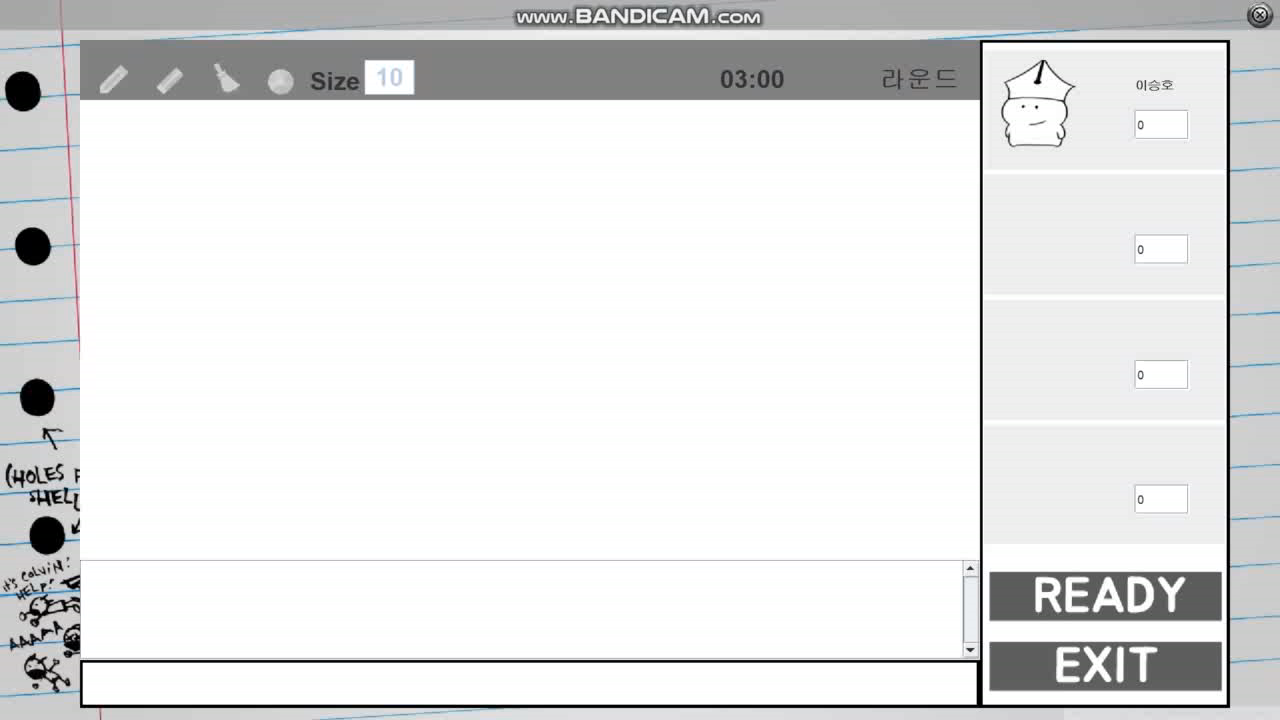 www.BANDICAM.com
Size 10 03:00 라운드
이승호
0
0
0
0
(HOLES
SHELL
IT'S CALVIN!
HELP!
AAAAA
READY
EXIT